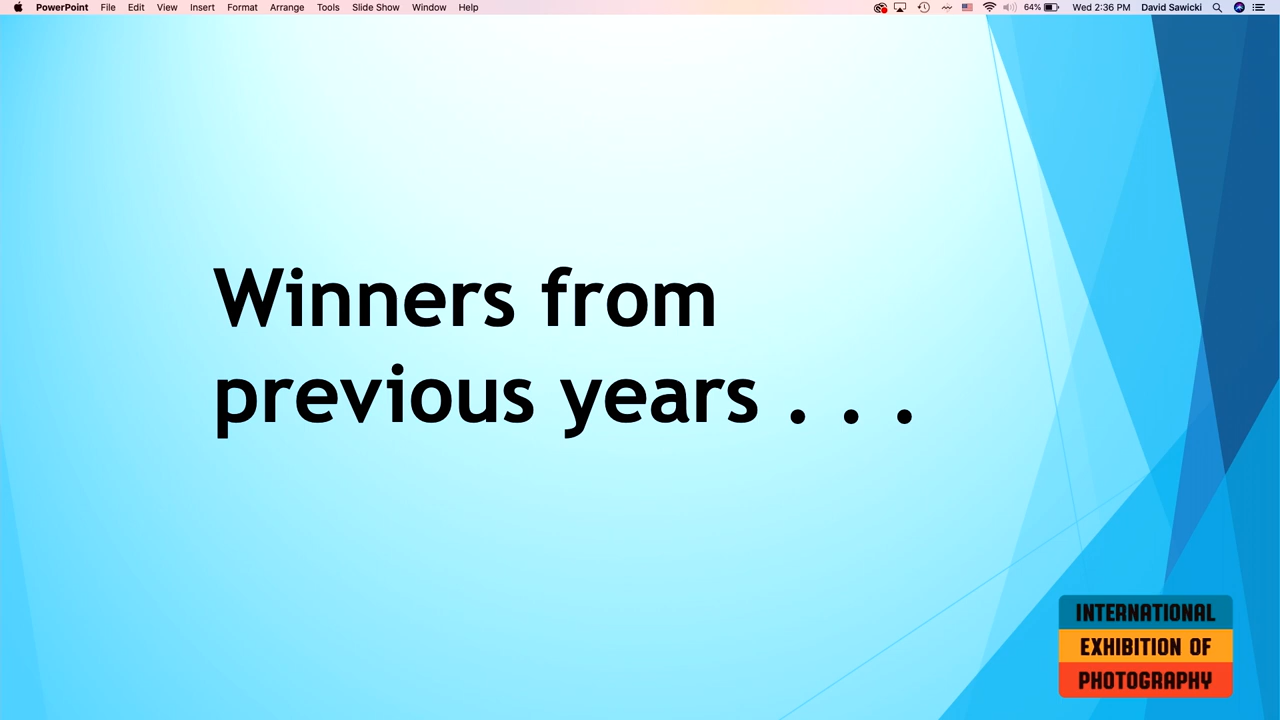 PowerPoint File Edit View Insert Format Arrange Tools Slide Show Window Help 64% Wed 2:36 PM David Sawicki
Winners from
previous years . . .
INTERNATIONAL
EXHIBITION OF
PHOTOGRAPHY